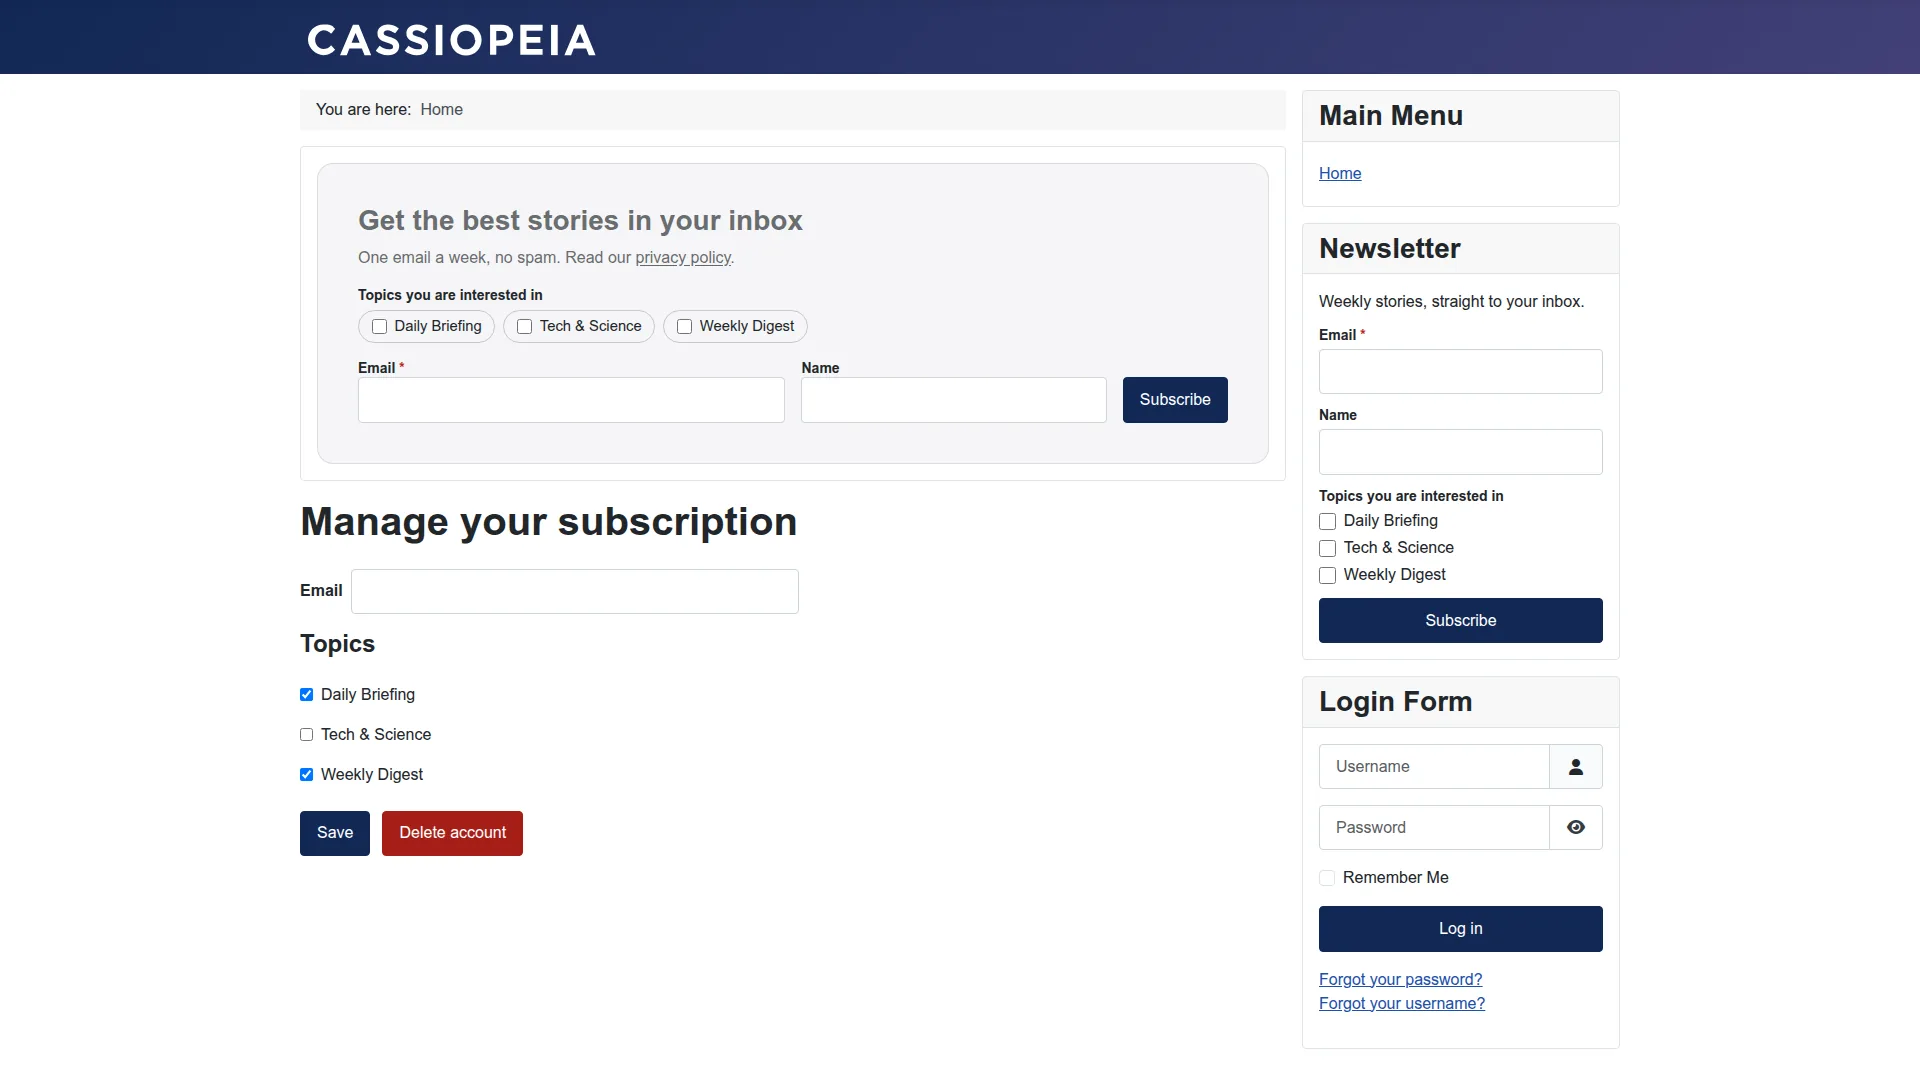 CASSIOPEIA
You are here: Home
Get the best stories in your inbox
One email a week, no spam. Read our privacy policy.
Topics you are interested in
Daily Briefing
Tech & Science
Weekly Digest
Email *
Name
Subscribe
Manage your subscription
Email
Topics
Daily Briefing
Tech & Science
Weekly Digest
Save
Delete account
Main Menu
Home
Newsletter
Weekly stories, straight to your inbox.
Email *
Name
Topics you are interested in
Daily Briefing
Tech & Science
Weekly Digest
Subscribe
Login Form
Username
Password
Remember Me
Log in
Forgot your password?
Forgot your username?